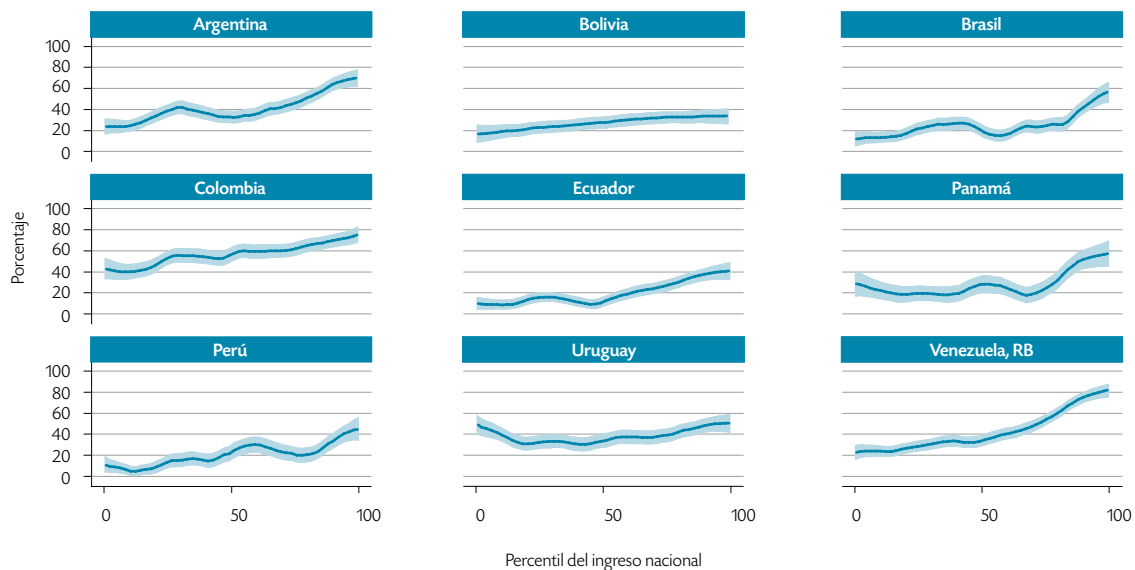 Argentina
Bolivia
Brasil
100
80
60
40
20
0
Colombia
Ecuador
Panamá
100
80
60
40
20
0
Porcentaje
Perú
Uruguay
Venezuela, RB
100
80
60
40
20
0
0 50 100
0 50 100
0 50 100
Percentil del ingreso nacional